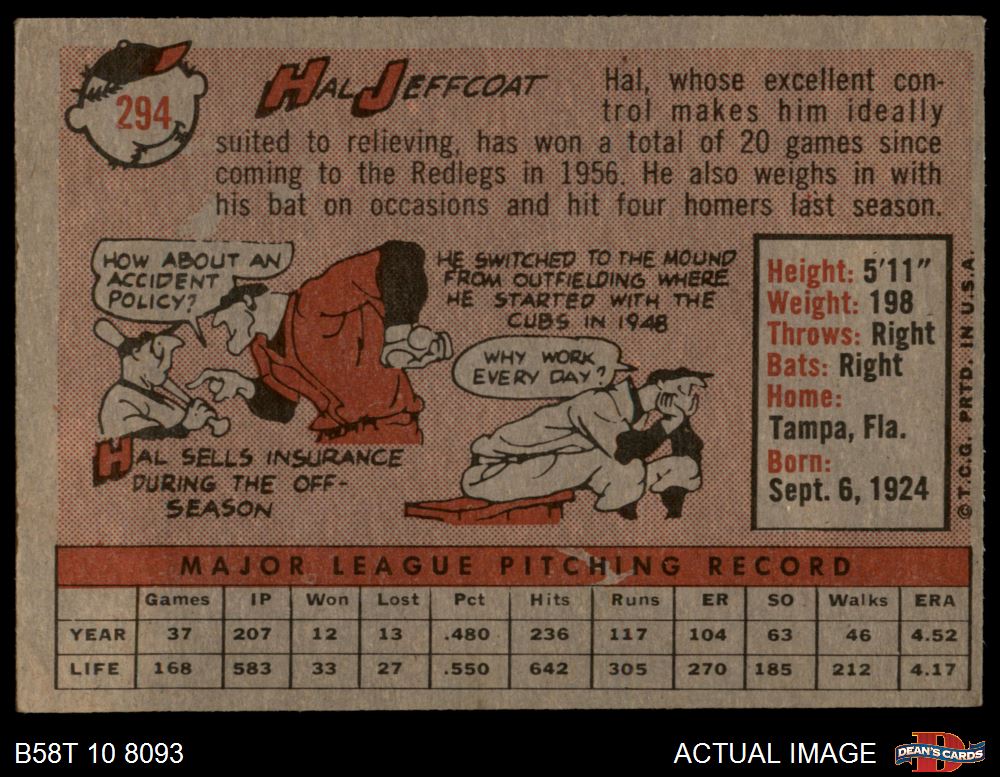 294
HAL JEFFCOAT
Hal, whose excellent con-
trol makes him ideally
suited to relieving, has won a total of 20 games since
coming to the Redlegs in 1956. He also weighs in with
his bat on occasions and hit four homers last season.
HOW ABOUT AN
ACCIDENT
POLICY?
HAL SELLS INSURANCE
DURING THE OFF-
SEASON
HE SWITCHED TO THE MOUND
FROM OUTFIELDING WHERE
HE STARTED WITH THE
CUBS IN 1948
WHY WORK
EVERY DAY?
Height: 5'11"
Weight: 198
Throws: Right
Bats: Right
Home:
Tampa, Fla.
Born:
Sept. 6, 1924
© T.C.G. PRTD. IN U.S.A.
MAJOR LEAGUE PITCHING RECORD
Games IP Won Lost Pct Hits Runs ER SO Walks ERA
YEAR 37 207 12 13 .480 236 117 104 63 46 4.52
LIFE 168 583 33 27 .550 642 305 270 185 212 4.17
B58T 10 8093
ACTUAL IMAGE
D
DEAN'S CARDS